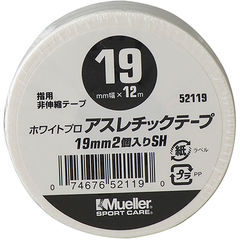 19
mm幅×12m
指用
非伸縮テープ
52119
ホワイトプロ アスレチックテープ
19mm2個入りSH
紙 ラベル
プラ PP
0 74676 52119 0
Mueller
SPORT CARE®